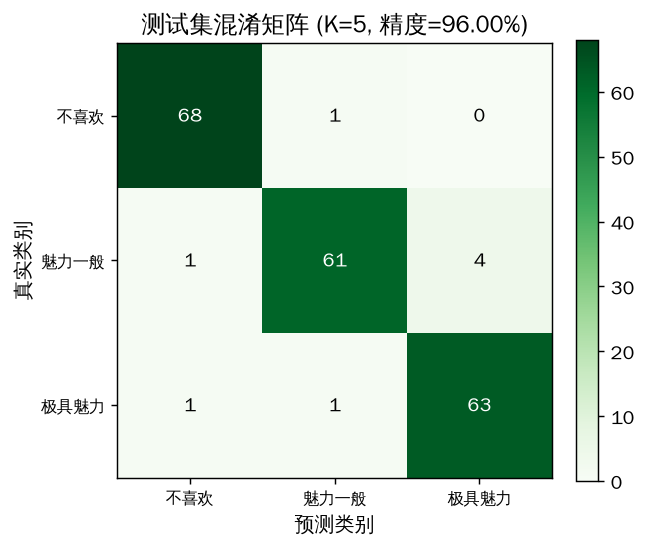 测试集混淆矩阵 (K=5, 精度=96.00%)
真实类别
不喜欢
68
1
0
魅力一般
1
61
4
极具魅力
1
1
63
不喜欢
魅力一般
极具魅力
预测类别
60
50
40
30
20
10
0